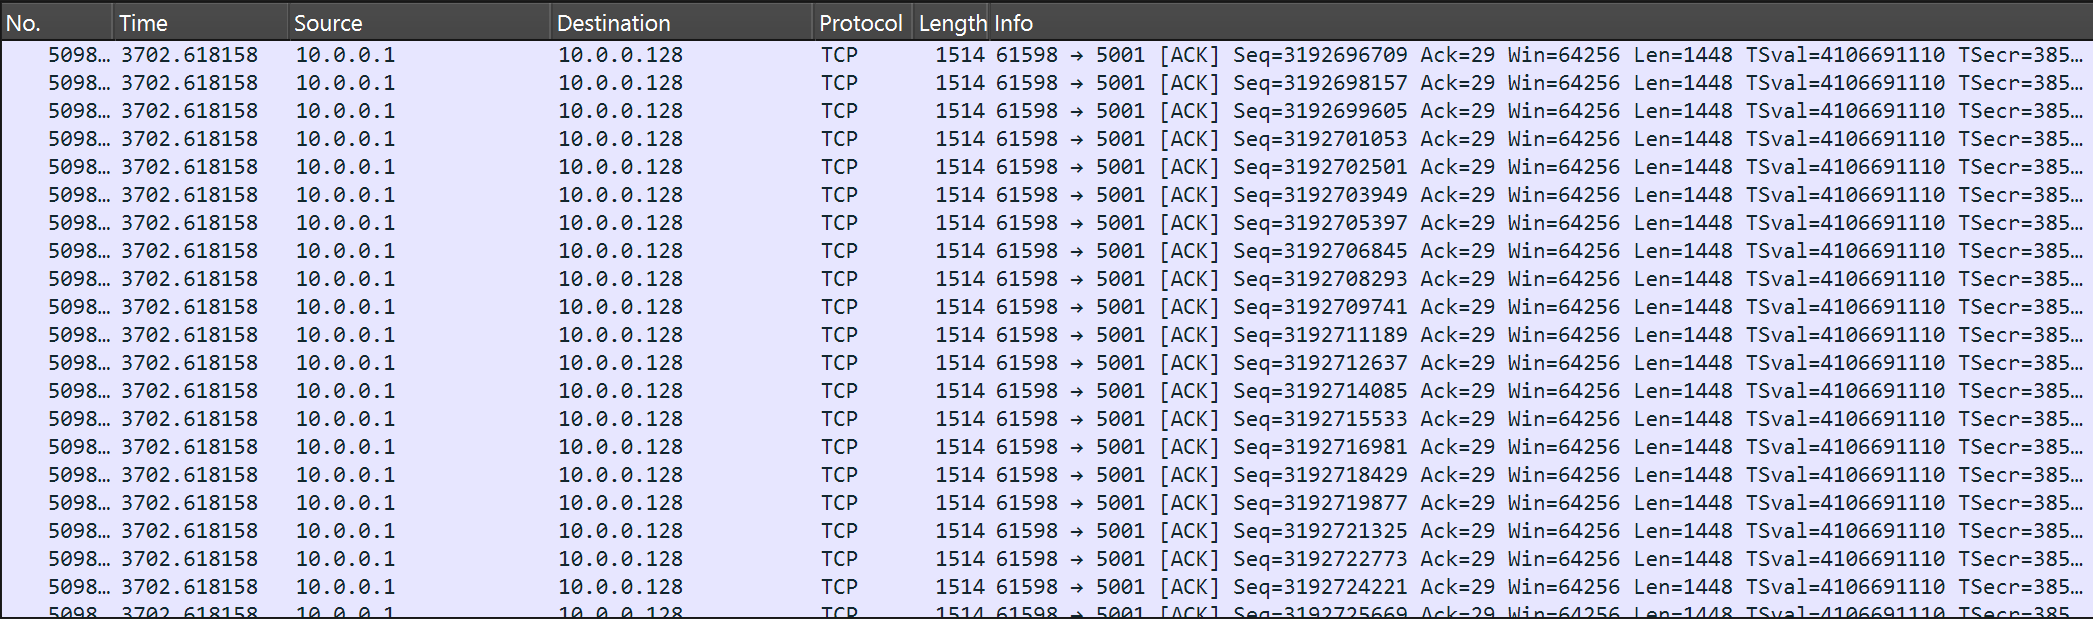 No. Time Source Destination Protocol Length Info
5098… 3702.618158 10.0.0.1 10.0.0.128 TCP 1514 61598 → 5001 [ACK] Seq=3192696709 Ack=29 Win=64256 Len=1448 TSval=4106691110 TSecr=385…
5098… 3702.618158 10.0.0.1 10.0.0.128 TCP 1514 61598 → 5001 [ACK] Seq=3192698157 Ack=29 Win=64256 Len=1448 TSval=4106691110 TSecr=385…
5098… 3702.618158 10.0.0.1 10.0.0.128 TCP 1514 61598 → 5001 [ACK] Seq=3192699605 Ack=29 Win=64256 Len=1448 TSval=4106691110 TSecr=385…
5098… 3702.618158 10.0.0.1 10.0.0.128 TCP 1514 61598 → 5001 [ACK] Seq=3192701053 Ack=29 Win=64256 Len=1448 TSval=4106691110 TSecr=385…
5098… 3702.618158 10.0.0.1 10.0.0.128 TCP 1514 61598 → 5001 [ACK] Seq=3192702501 Ack=29 Win=64256 Len=1448 TSval=4106691110 TSecr=385…
5098… 3702.618158 10.0.0.1 10.0.0.128 TCP 1514 61598 → 5001 [ACK] Seq=3192703949 Ack=29 Win=64256 Len=1448 TSval=4106691110 TSecr=385…
5098… 3702.618158 10.0.0.1 10.0.0.128 TCP 1514 61598 → 5001 [ACK] Seq=3192705397 Ack=29 Win=64256 Len=1448 TSval=4106691110 TSecr=385…
5098… 3702.618158 10.0.0.1 10.0.0.128 TCP 1514 61598 → 5001 [ACK] Seq=3192706845 Ack=29 Win=64256 Len=1448 TSval=4106691110 TSecr=385…
5098… 3702.618158 10.0.0.1 10.0.0.128 TCP 1514 61598 → 5001 [ACK] Seq=3192708293 Ack=29 Win=64256 Len=1448 TSval=4106691110 TSecr=385…
5098… 3702.618158 10.0.0.1 10.0.0.128 TCP 1514 61598 → 5001 [ACK] Seq=3192709741 Ack=29 Win=64256 Len=1448 TSval=4106691110 TSecr=385…
5098… 3702.618158 10.0.0.1 10.0.0.128 TCP 1514 61598 → 5001 [ACK] Seq=3192711189 Ack=29 Win=64256 Len=1448 TSval=4106691110 TSecr=385…
5098… 3702.618158 10.0.0.1 10.0.0.128 TCP 1514 61598 → 5001 [ACK] Seq=3192712637 Ack=29 Win=64256 Len=1448 TSval=4106691110 TSecr=385…
5098… 3702.618158 10.0.0.1 10.0.0.128 TCP 1514 61598 → 5001 [ACK] Seq=3192714085 Ack=29 Win=64256 Len=1448 TSval=4106691110 TSecr=385…
5098… 3702.618158 10.0.0.1 10.0.0.128 TCP 1514 61598 → 5001 [ACK] Seq=3192715533 Ack=29 Win=64256 Len=1448 TSval=4106691110 TSecr=385…
5098… 3702.618158 10.0.0.1 10.0.0.128 TCP 1514 61598 → 5001 [ACK] Seq=3192716981 Ack=29 Win=64256 Len=1448 TSval=4106691110 TSecr=385…
5098… 3702.618158 10.0.0.1 10.0.0.128 TCP 1514 61598 → 5001 [ACK] Seq=3192718429 Ack=29 Win=64256 Len=1448 TSval=4106691110 TSecr=385…
5098… 3702.618158 10.0.0.1 10.0.0.128 TCP 1514 61598 → 5001 [ACK] Seq=3192719877 Ack=29 Win=64256 Len=1448 TSval=4106691110 TSecr=385…
5098… 3702.618158 10.0.0.1 10.0.0.128 TCP 1514 61598 → 5001 [ACK] Seq=3192721325 Ack=29 Win=64256 Len=1448 TSval=4106691110 TSecr=385…
5098… 3702.618158 10.0.0.1 10.0.0.128 TCP 1514 61598 → 5001 [ACK] Seq=3192722773 Ack=29 Win=64256 Len=1448 TSval=4106691110 TSecr=385…
5098… 3702.618158 10.0.0.1 10.0.0.128 TCP 1514 61598 → 5001 [ACK] Seq=3192724221 Ack=29 Win=64256 Len=1448 TSval=4106691110 TSecr=385…
5098… 3702.618158 10.0.0.1 10.0.0.128 TCP 1514 61598 → 5001 [ACK] Seq=3192725669 Ack=29 Win=64256 Len=1448 TSval=4106691110 TSecr=385…